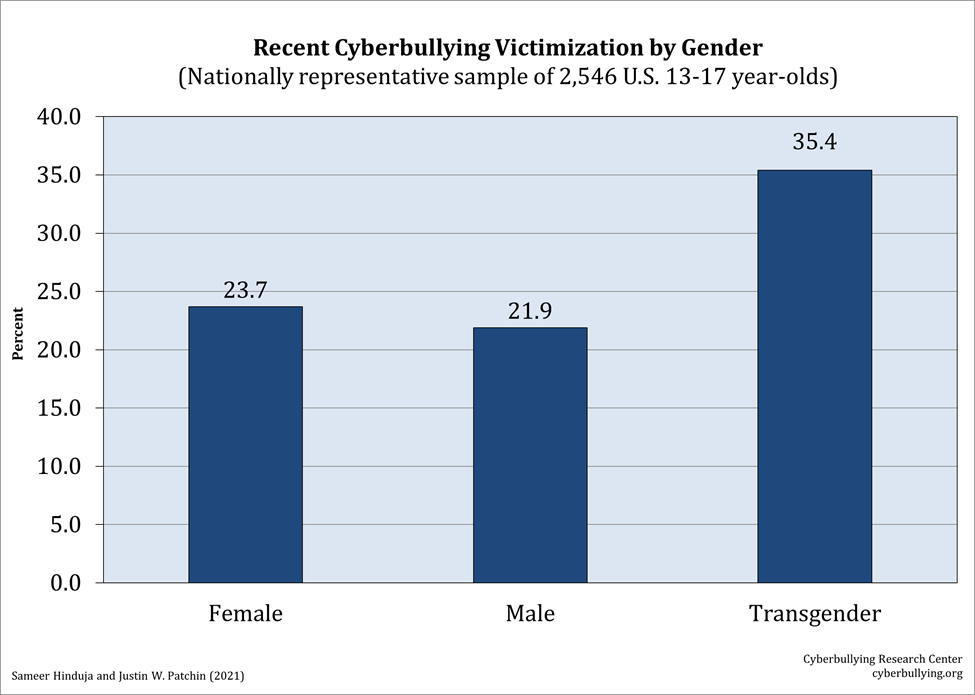 Recent Cyberbullying Victimization by Gender
(Nationally representative sample of 2,546 U.S. 13-17 year-olds)
40.0
35.0
30.0
25.0
20.0
15.0
10.0
5.0
0.0
Percent
23.7
21.9
35.4
Female
Male
Transgender
Sameer Hinduja and Justin W. Patchin (2021)
Cyberbullying Research Center
cyberbullying.org